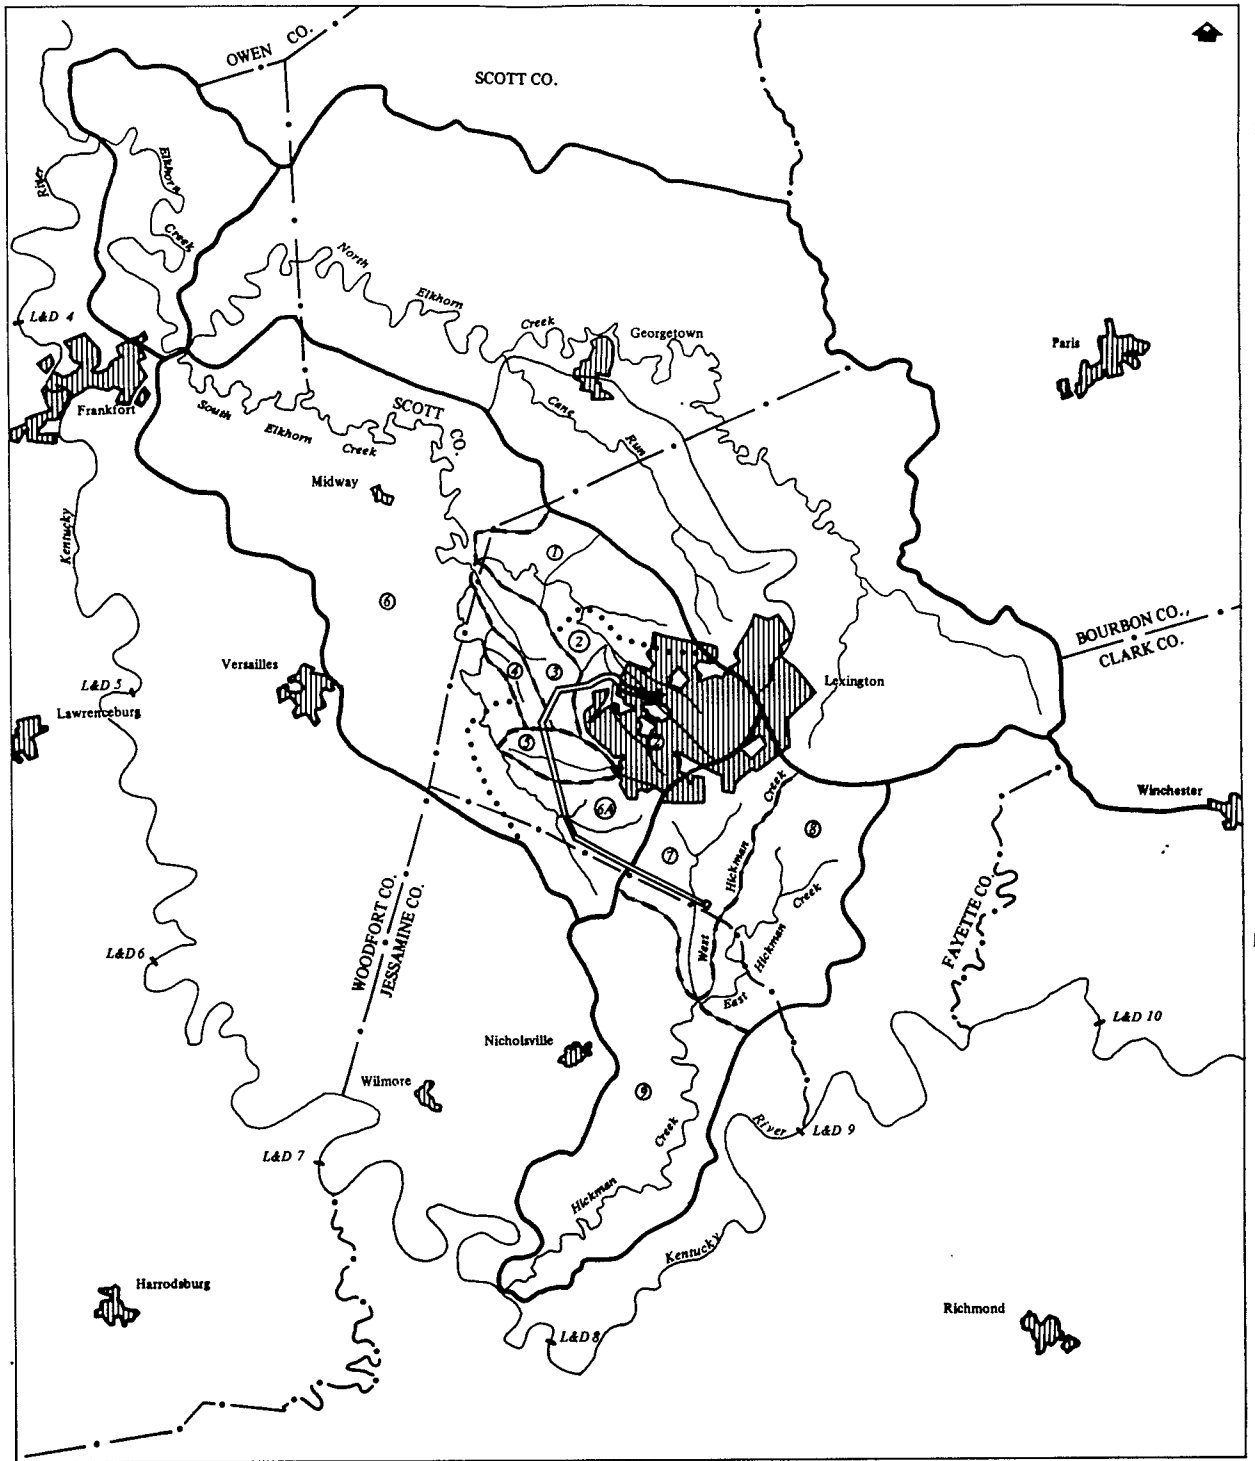 OWEN CO.
SCOTT CO.
River
Elkhorn
Creek
North
Elkhorn
Creek
Georgetown
L&D 4
Paris
Frankfort
South
Elkhorn
Creek
SCOTT
CO.
Cane
Run
Midway
Kentucky
1
6
2
BOURBON CO.,
CLARK CO.
Versailles
4
3
Lexington
L&D 5
Lawrenceburg
5
Winchester
6A
Creek
8
7
Hickman
Creek
FAYETTE CO.
WOODFORT CO.
JESSAMINE CO.
L&D 6
West
Hickman
East
L&D 10
Nicholsville
Wilmore
9
Creek
River
L&D 9
L&D 7
Hickman
Kentucky
Harrodsburg
Richmond
L&D 8